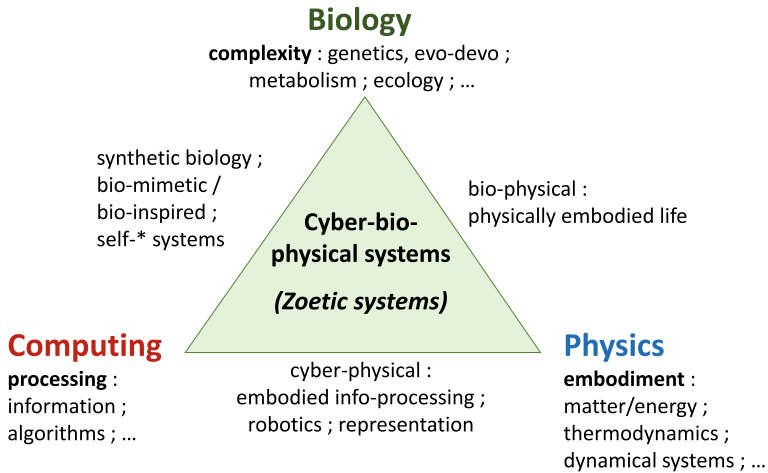 Biology
complexity : genetics, evo-devo ;
metabolism ; ecology ; ...
synthetic biology ;
bio-mimetic /
bio-inspired ;
self-* systems
bio-physical :
physically embodied life
Cyber-bio-
physical systems
(Zoetic systems)
Computing
processing :
information ;
algorithms ; ...
cyber-physical :
embodied info-processing ;
robotics ; representation
Physics
embodiment :
matter/energy ;
thermodynamics ;
dynamical systems ; ...